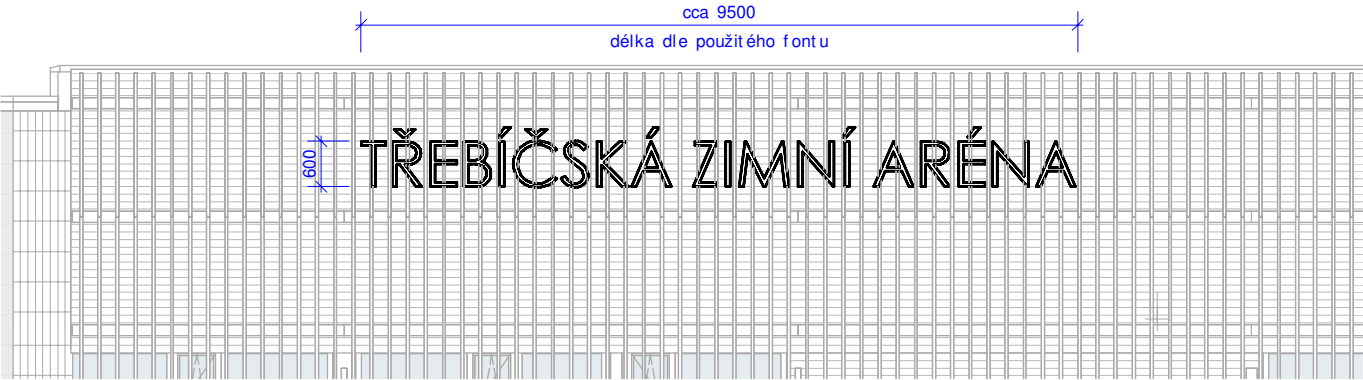 cca 9500
délka dle použitého fontu
600
TŘEBÍČSKÁ ZIMNÍ ARÉNA